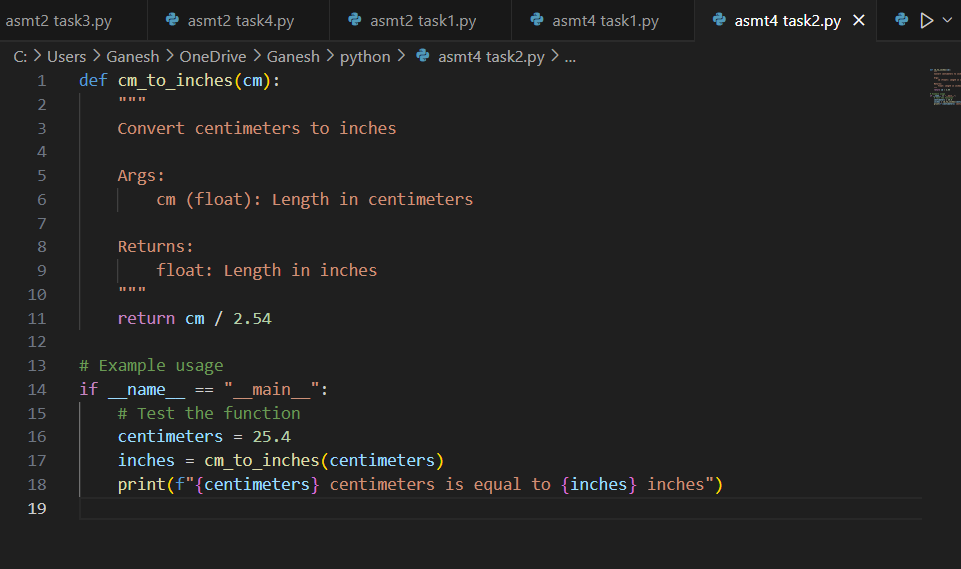 asmt2 task3.py asmt2 task4.py asmt2 task1.py asmt4 task1.py asmt4 task2.py
C: > Users > Ganesh > OneDrive > Ganesh > python > asmt4 task2.py > ...
1 def cm_to_inches(cm):
2     """
3     Convert centimeters to inches
4
5     Args:
6         cm (float): Length in centimeters
7
8     Returns:
9         float: Length in inches
10     """
11     return cm / 2.54
12
13 # Example usage
14 if __name__ == "__main__":
15     # Test the function
16     centimeters = 25.4
17     inches = cm_to_inches(centimeters)
18     print(f"{centimeters} centimeters is equal to {inches} inches")
19